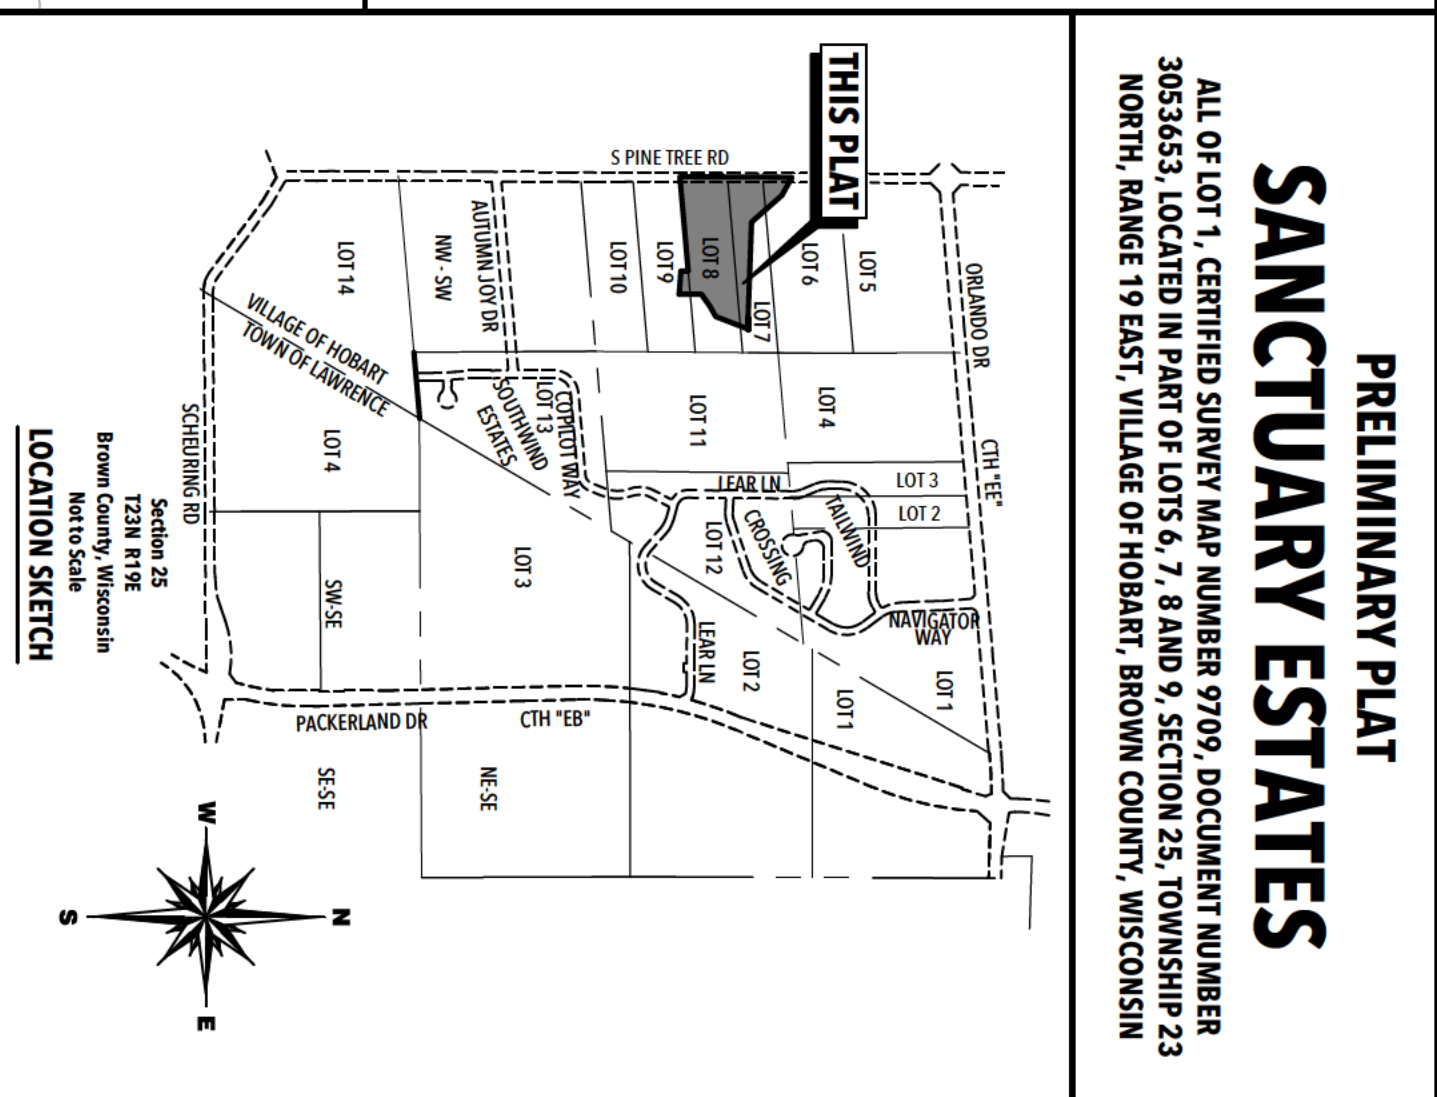 PRELIMINARY PLAT
SANCTUARY ESTATES
ALL OF LOT 1, CERTIFIED SURVEY MAP NUMBER 9709, DOCUMENT NUMBER
3053653, LOCATED IN PART OF LOTS 6, 7, 8 AND 9, SECTION 25, TOWNSHIP 23
NORTH, RANGE 19 EAST, VILLAGE OF HOBART, BROWN COUNTY, WISCONSIN
THIS PLAT
S PINE TREE RD
ORLANDO DR
CTH "EE"
LOT 5
LOT 6
LOT 7
LOT 8
LOT 9
LOT 10
AUTUMN JOY DR
NW - SW
LOT 14
VILLAGE OF HOBART
TOWN OF LAWRENCE
LOT 4
LOT 11
COPILOT WAY
LOT 13
SOUTHWIND
ESTATES
LOT 4
SCHEURING RD
LOT 3
LOT 2
LEAR LN
TAILWIND
CROSSING
LOT 12
LOT 3
SW-SE
NAVIGATOR
WAY
LEAR LN
LOT 2
LOT 1
LOT 1
PACKERLAND DR
CTH "EB"
NE-SE
SE-SE
Section 25
T23N R19E
Brown County, Wisconsin
Not to Scale
LOCATION SKETCH
W
N
S
E